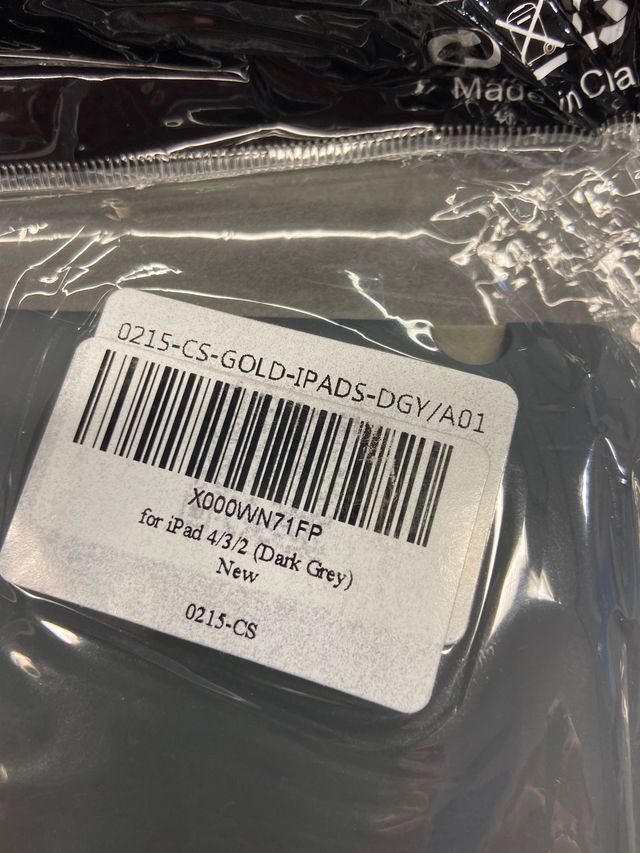 Made in
0215-CS-GOLD-IPADS-DGY/A01
X000WN71FP
for iPad 4/3/2 (Dark Grey)
New
0215-CS